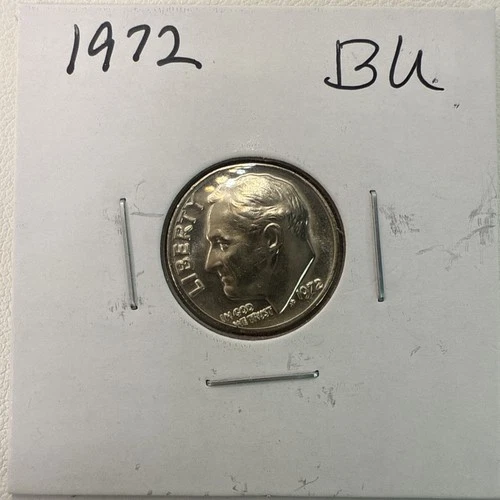 1972 BU
LIBERTY
IN GOD
WE TRUST
1972